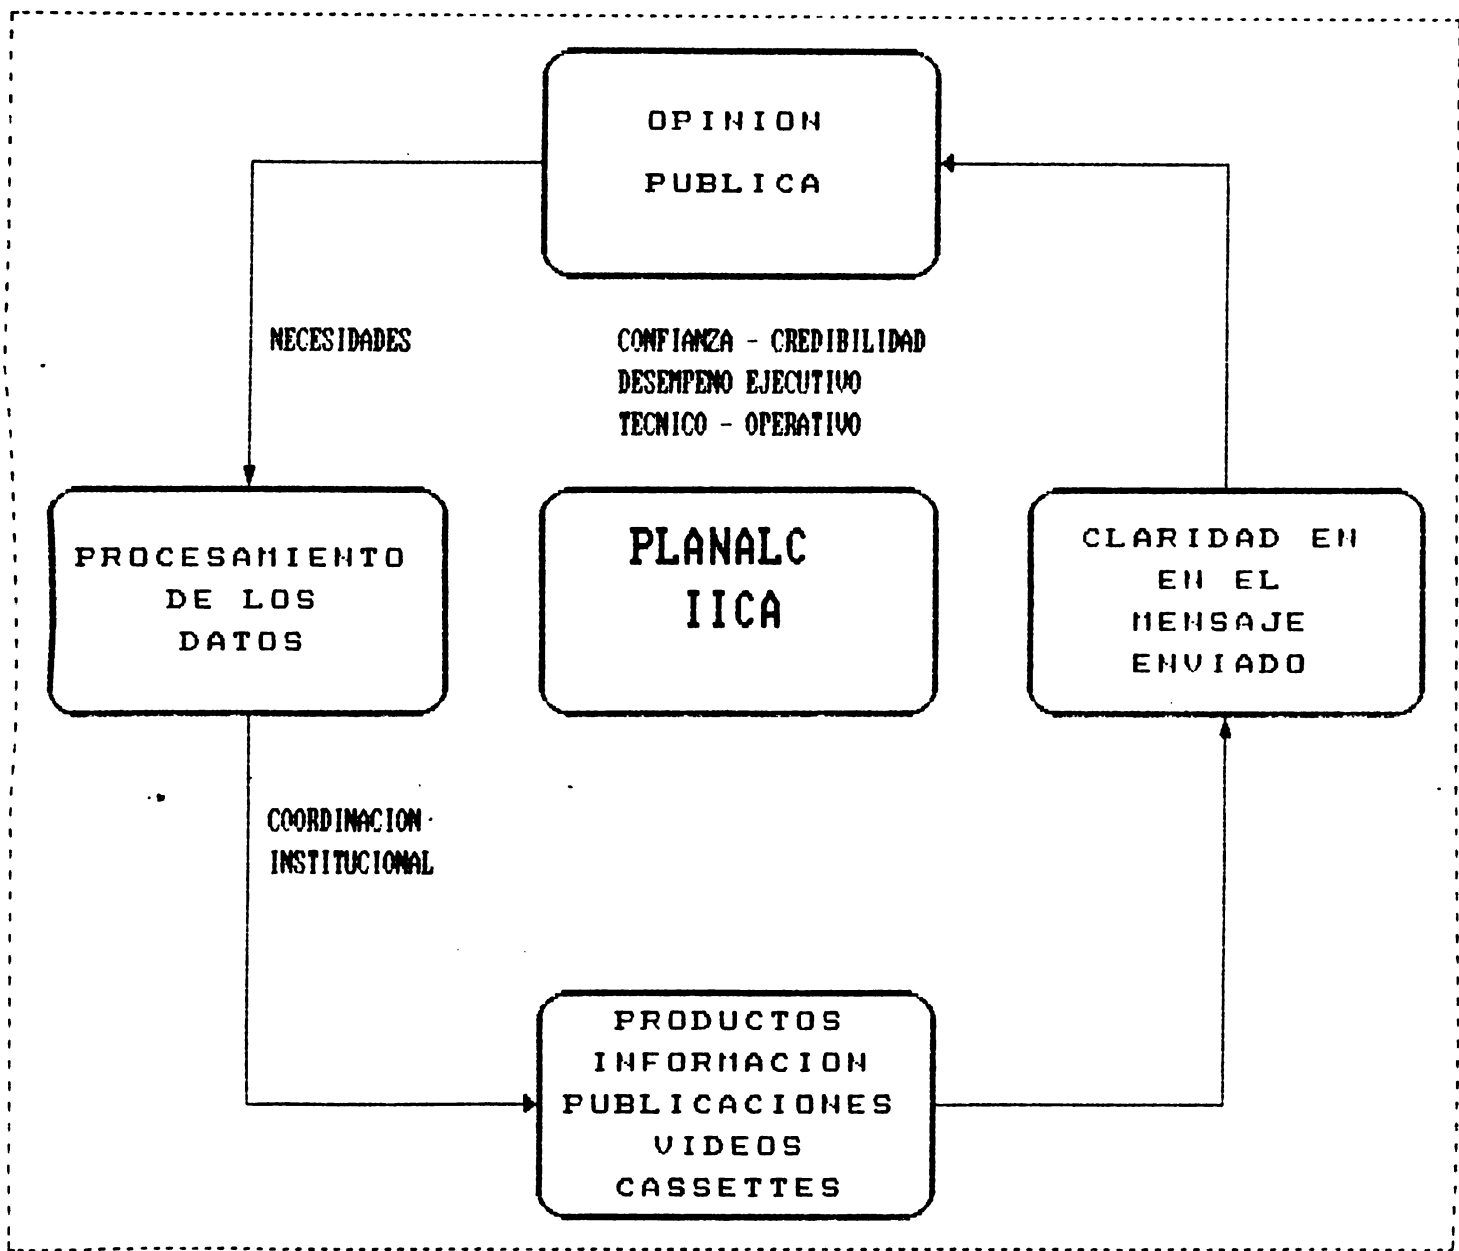 OPINION
PUBLICA
NECESIDADES
CONFIANZA - CREDIBILIDAD
DESEMPENO EJECUTIVO
TECNICO - OPERATIVO
PROCESAMIENTO
DE LOS
DATOS
PLANALC
IICA
CLARIDAD EN
EN EL
MENSAJE
ENVIADO
COORDINACION
INSTITUCIONAL
PRODUCTOS
INFORMACION
PUBLICACIONES
VIDEOS
CASSETTES